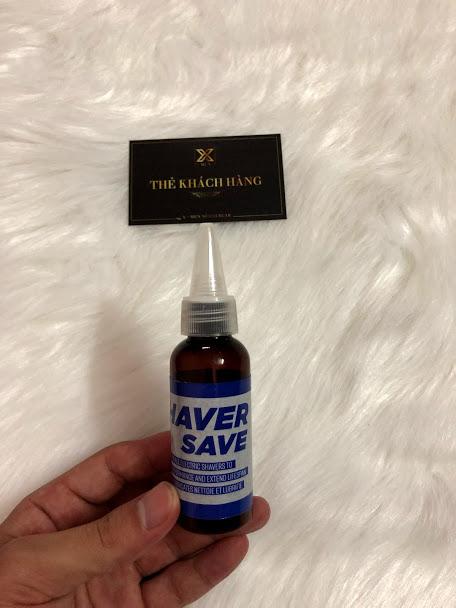 X
THẺ KHÁCH HÀNG
HAVER
SAVE
ELECTRIC SHAVERS TO
AND EXTEND LIFESPAN
NETTOIE ET LUBRIFIE